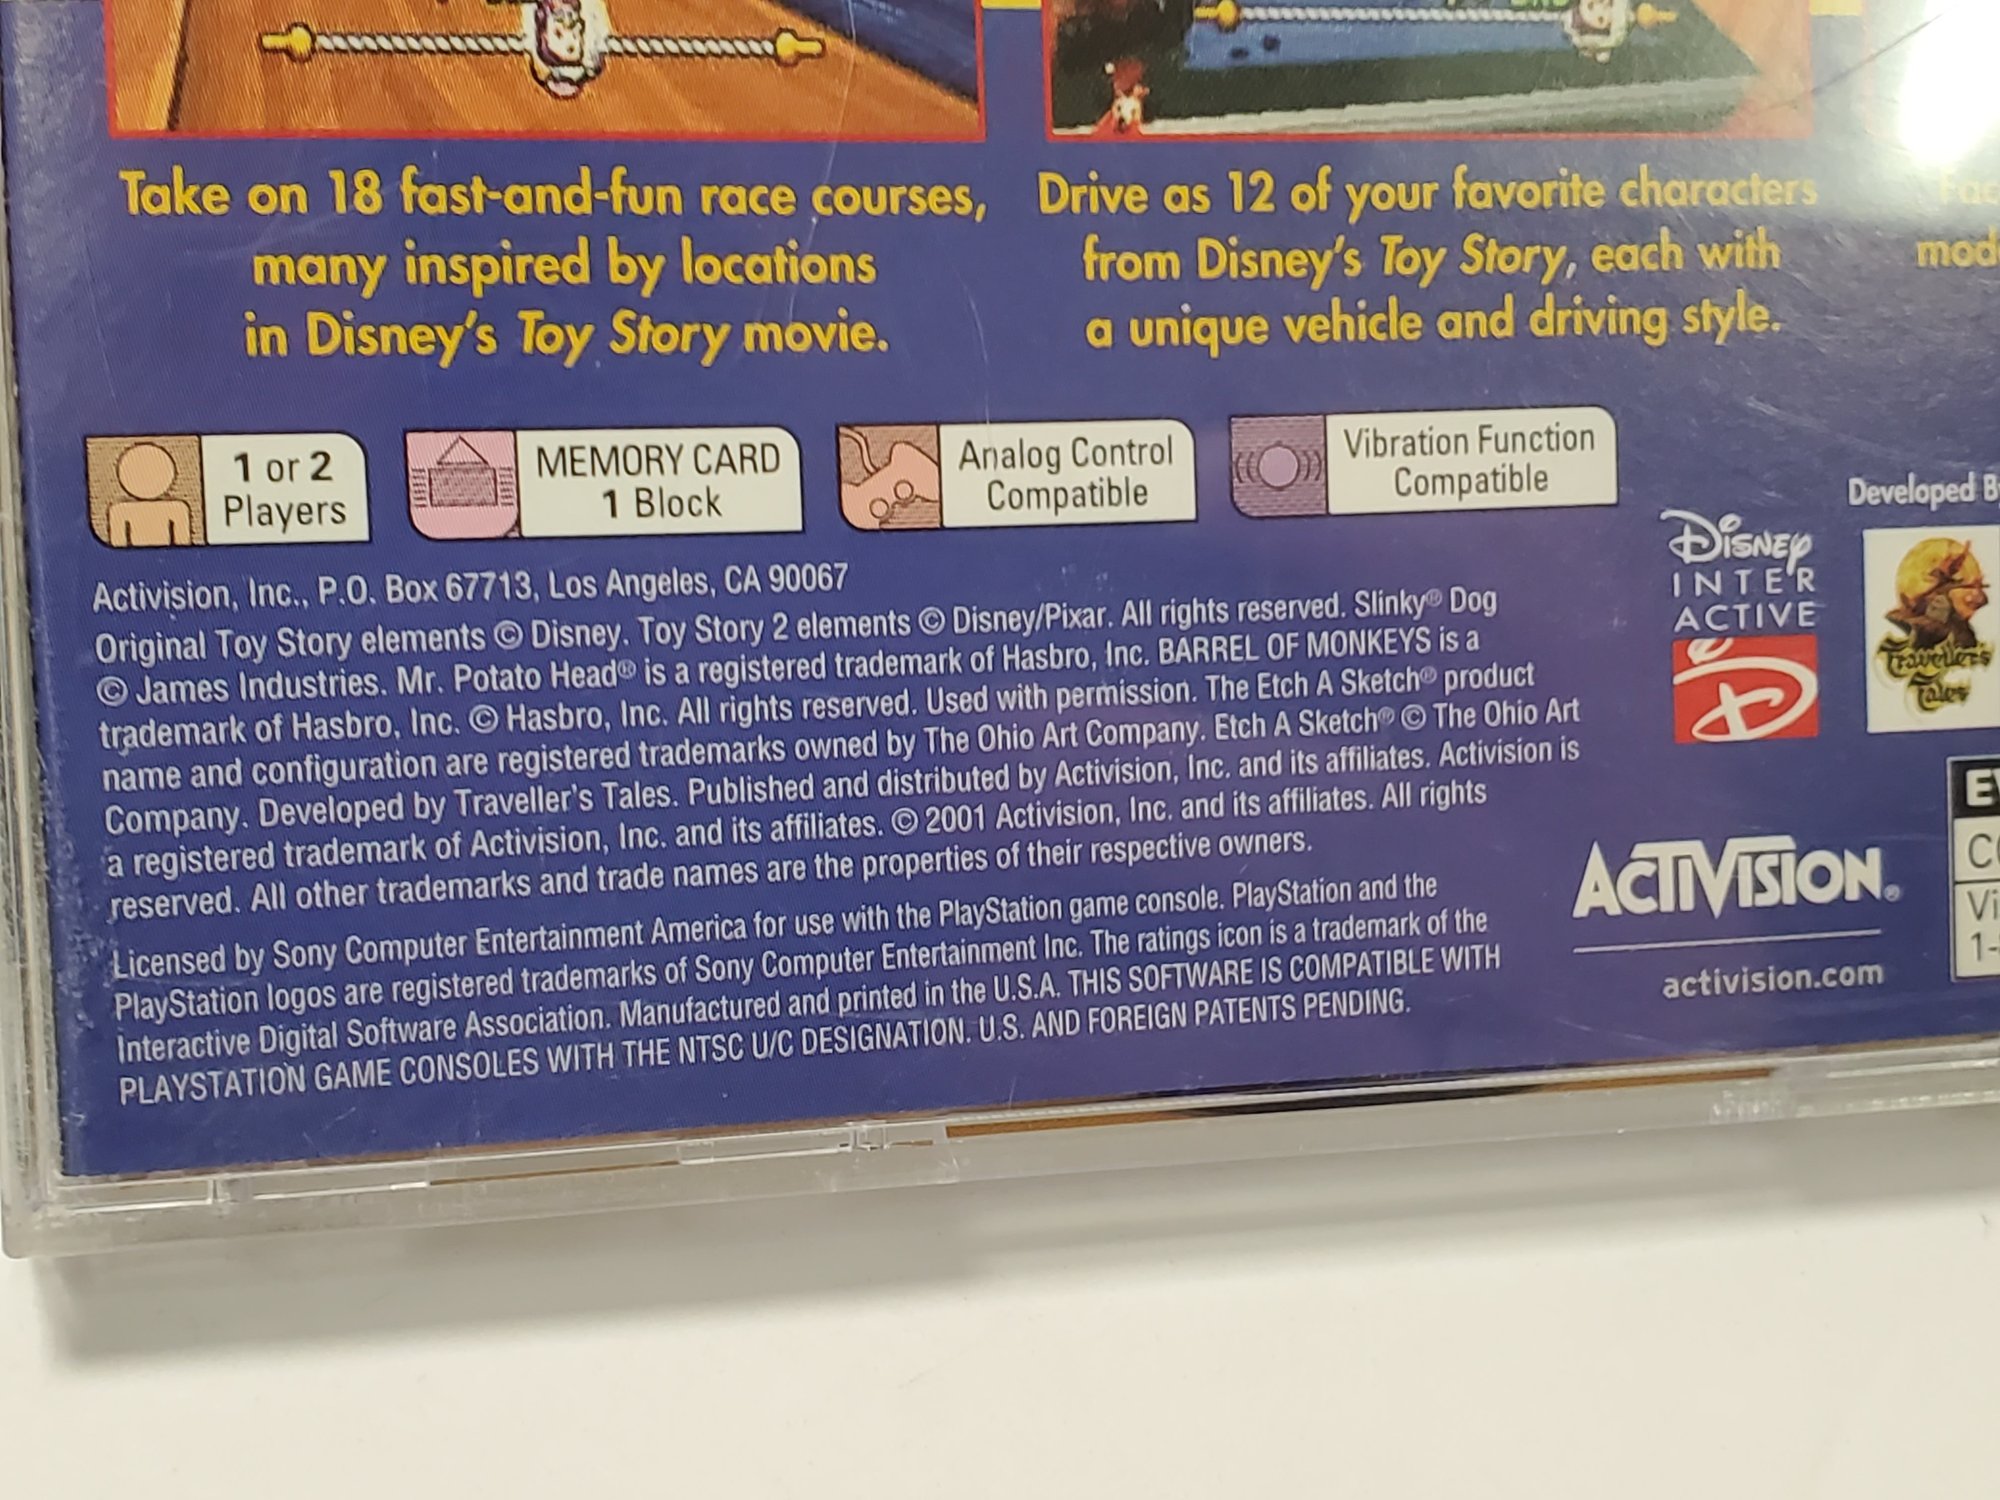 Take on 18 fast-and-fun race courses,
many inspired by locations
in Disney's Toy Story movie.
Drive as 12 of your favorite characters
from Disney's Toy Story, each with
a unique vehicle and driving style.
1 or 2
Players
MEMORY CARD
1 Block
Analog Control
Compatible
Vibration Function
Compatible
Activision, Inc., P.O. Box 67713, Los Angeles, CA 90067
Original Toy Story elements © Disney. Toy Story 2 elements © Disney/Pixar. All rights reserved. Slinky® Dog
© James Industries. Mr. Potato Head® is a registered trademark of Hasbro, Inc. BARREL OF MONKEYS is a
trademark of Hasbro, Inc. © Hasbro, Inc. All rights reserved. Used with permission. The Etch A Sketch® product
name and configuration are registered trademarks owned by The Ohio Art Company. Etch A Sketch® © The Ohio Art
Company. Developed by Traveller's Tales. Published and distributed by Activision, Inc. and its affiliates. Activision is
a registered trademark of Activision, Inc. and its affiliates. © 2001 Activision, Inc. and its affiliates. All rights
reserved. All other trademarks and trade names are the properties of their respective owners.
Licensed by Sony Computer Entertainment America for use with the PlayStation game console. PlayStation and the
PlayStation logos are registered trademarks of Sony Computer Entertainment Inc. The ratings icon is a trademark of the
Interactive Digital Software Association. Manufactured and printed in the U.S.A. THIS SOFTWARE IS COMPATIBLE WITH
PLAYSTATION GAME CONSOLES WITH THE NTSC U/C DESIGNATION. U.S. AND FOREIGN PATENTS PENDING.
Disney
INTER
ACTIVE
Developed
Traveller's
Tales
ACTIVISION®
activision.com